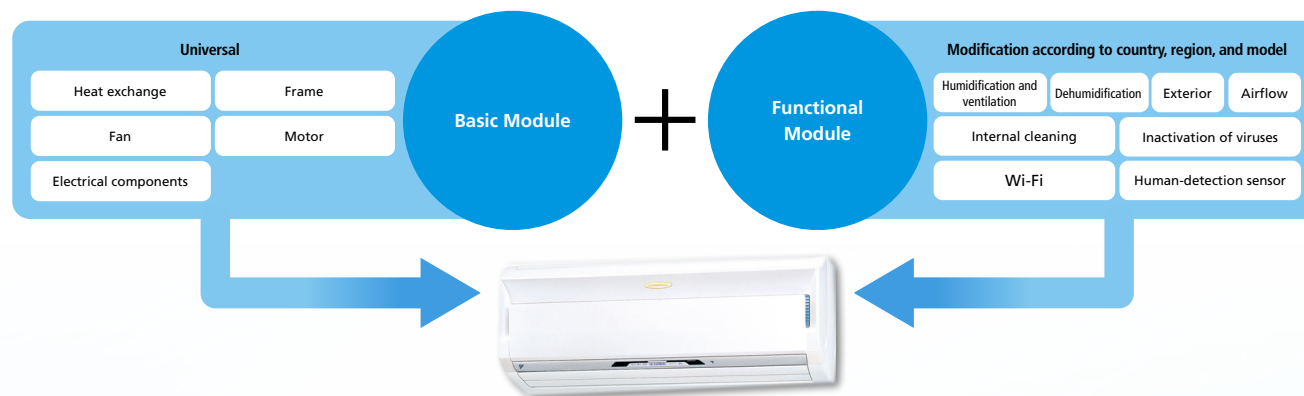 Universal
Heat exchange
Frame
Fan
Motor
Electrical components
Basic Module
Functional
Module
Modification according to country, region, and model
Humidification and
ventilation
Dehumidification
Exterior
Airflow
Internal cleaning
Inactivation of viruses
Wi-Fi
Human-detection sensor